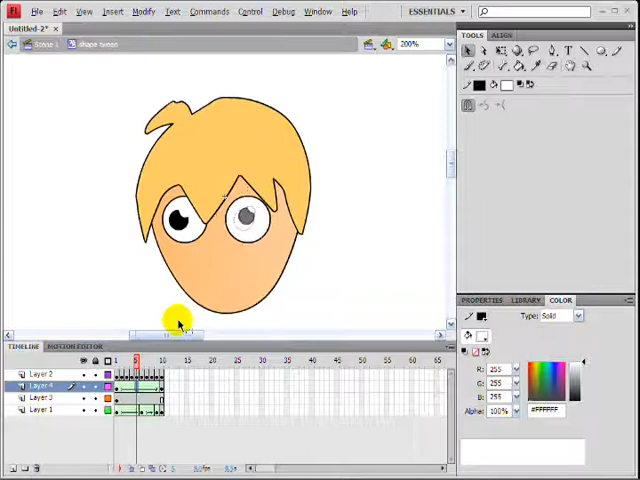 Fl File Edit View Insert Modify Text Commands Control Debug Window Help ESSENTIALS
Untitled-2*
Scene 1 shape tween 200%
TOOLS ALIGN
PROPERTIES LIBRARY COLOR
Type: Solid
R: 255
G: 255
B: 255
Alpha: 100% #FFFFFF
TIMELINE MOTION EDITOR
1 5 10 15 20 25 30 35 40 45 50 55 60 65
Layer 2
Layer 4
Layer 3
Layer 1
5